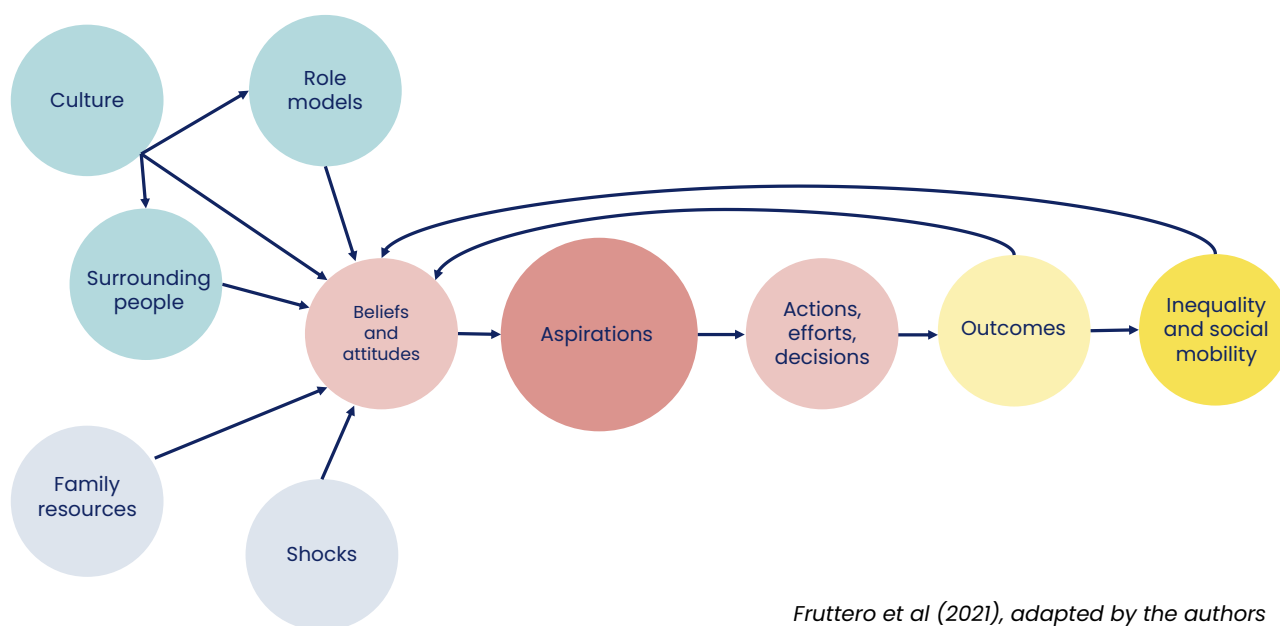 Culture
Role
models
Surrounding
people
Beliefs
and
attitudes
Aspirations
Actions,
efforts,
decisions
Outcomes
Inequality
and social
mobility
Family
resources
Shocks
Fruttero et al (2021), adapted by the authors